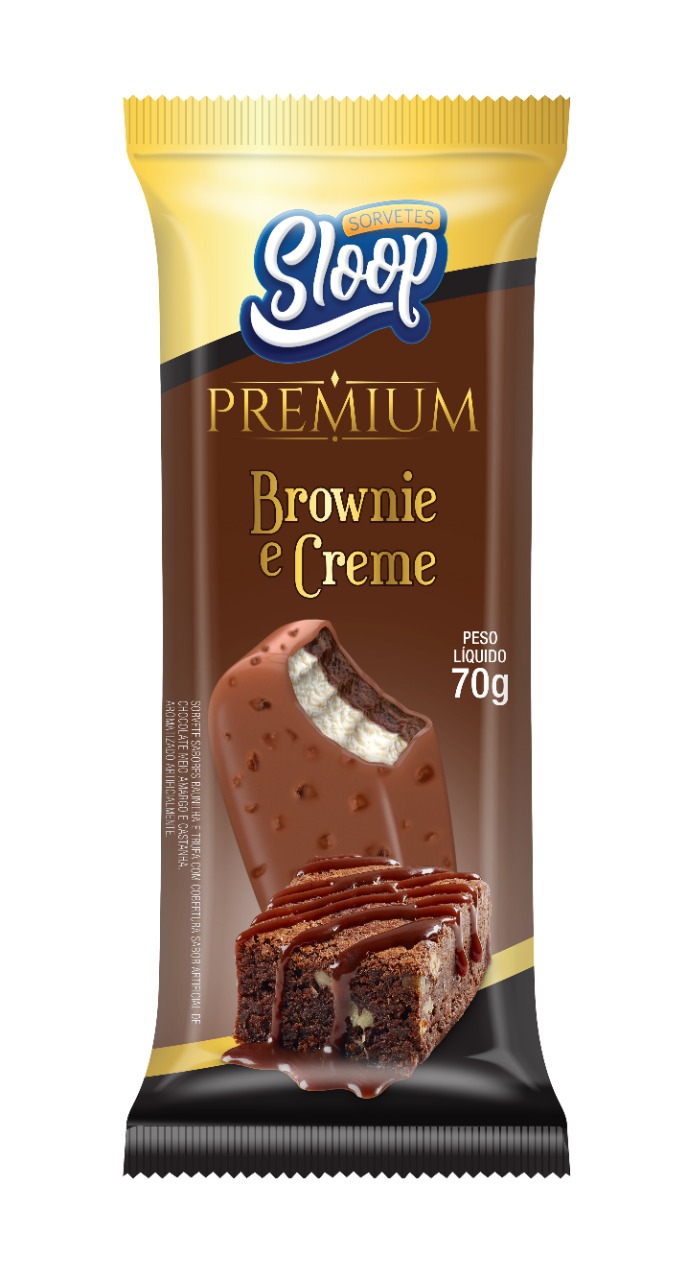 Sloop
SORVETES
PREMIUM
Brownie
e Creme
PESO
LÍQUIDO
70g
SORVETE SABORES BAUNILHA E TRUFA COM COBERTURA SABOR ARTIFICIAL DE
CHOCOLATE MEIO AMARGO E CASTANHA.
AROMATIZADO ARTIFICIALMENTE.